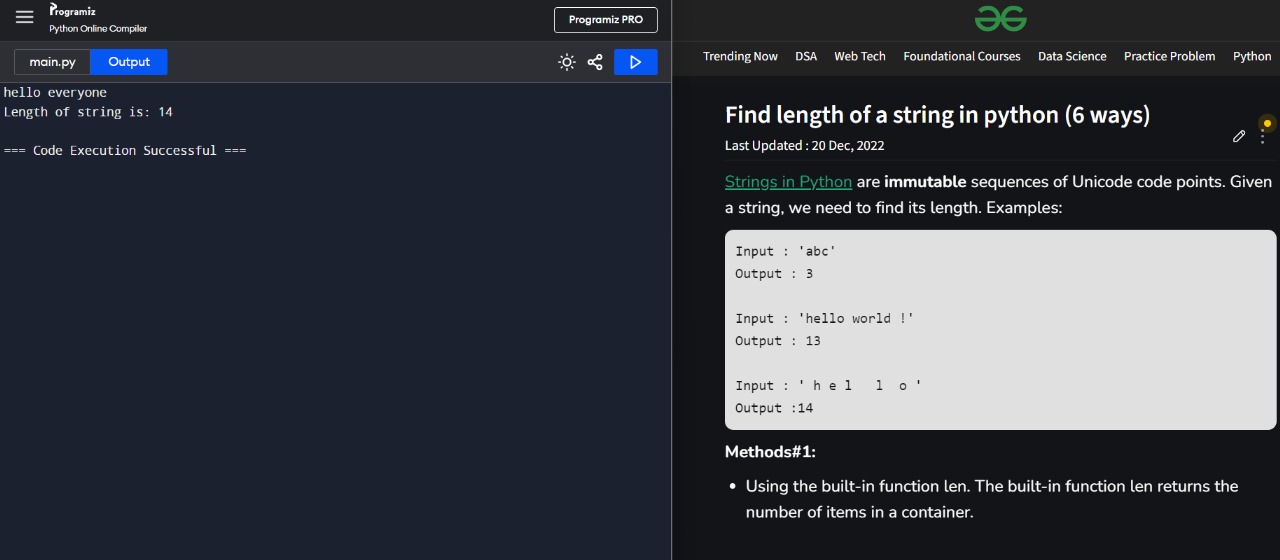 Programiz
Python Online Compiler
Programiz PRO
main.py
Output
hello everyone
Length of string is: 14
=== Code Execution Successful ===
Trending Now DSA Web Tech Foundational Courses Data Science Practice Problem Python
Find length of a string in python (6 ways)
Last Updated : 20 Dec, 2022
Strings in Python are immutable sequences of Unicode code points. Given
a string, we need to find its length. Examples:
Input : 'abc'
Output : 3
Input : 'hello world !'
Output : 13
Input : ' h e l   l  o '
Output :14
Methods#1:
• Using the built-in function len. The built-in function len returns the
number of items in a container.